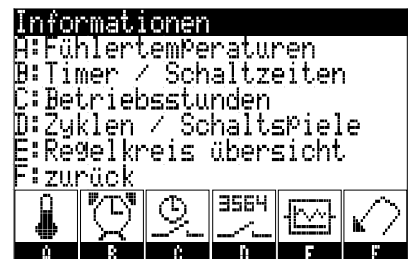 Informationen
A:Fühlertemperaturen
B:Timer / Schaltzeiten
C:Betriebsstunden
D:Zyklen / Schaltspiele
E:Regelkreis übersicht
F:zurück
3564
A B C D E F